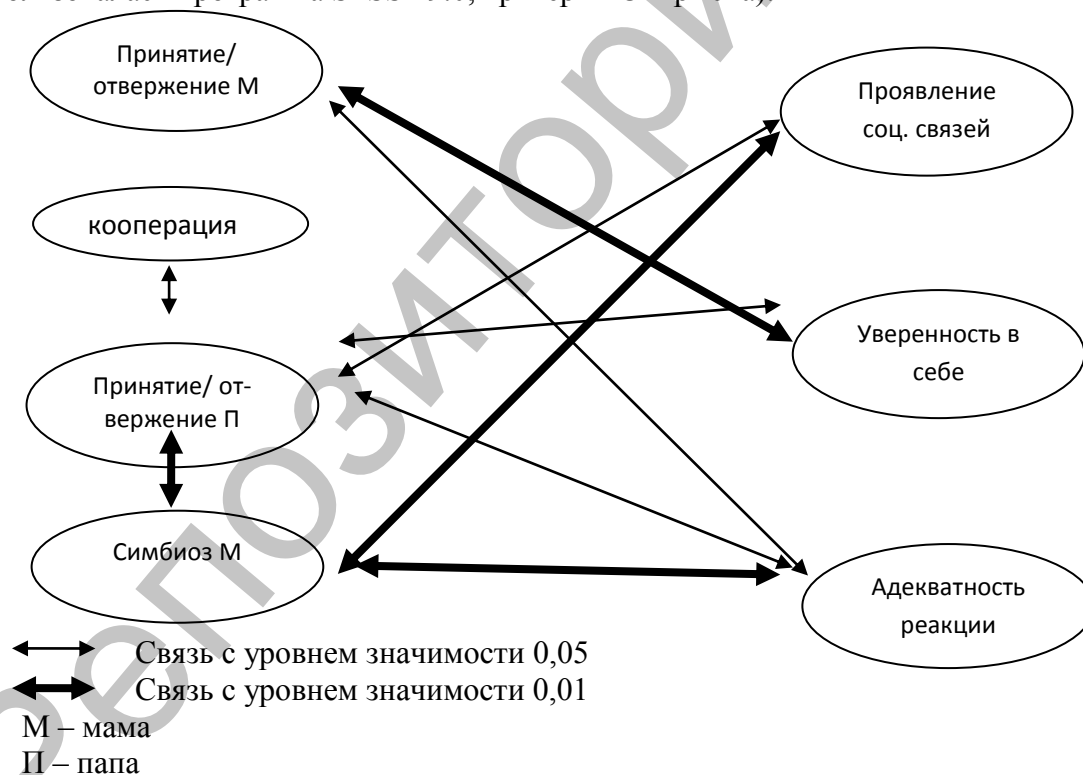 Принятие/
отвержение М
Проявление
соц. связей
кооперация
Уверенность в
себе
Принятие/ от-
вержение П
Симбиоз М
Адекватность
реакции
Связь с уровнем значимости 0,05
Связь с уровнем значимости 0,01
М – мама
П – папа